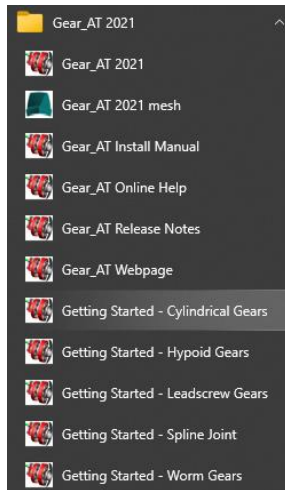 Gear_AT 2021
Gear_AT 2021
Gear_AT 2021 mesh
Gear_AT Install Manual
Gear_AT Online Help
Gear_AT Release Notes
Gear_AT Webpage
Getting Started - Cylindrical Gears
Getting Started - Hypoid Gears
Getting Started - Leadscrew Gears
Getting Started - Spline Joint
Getting Started - Worm Gears